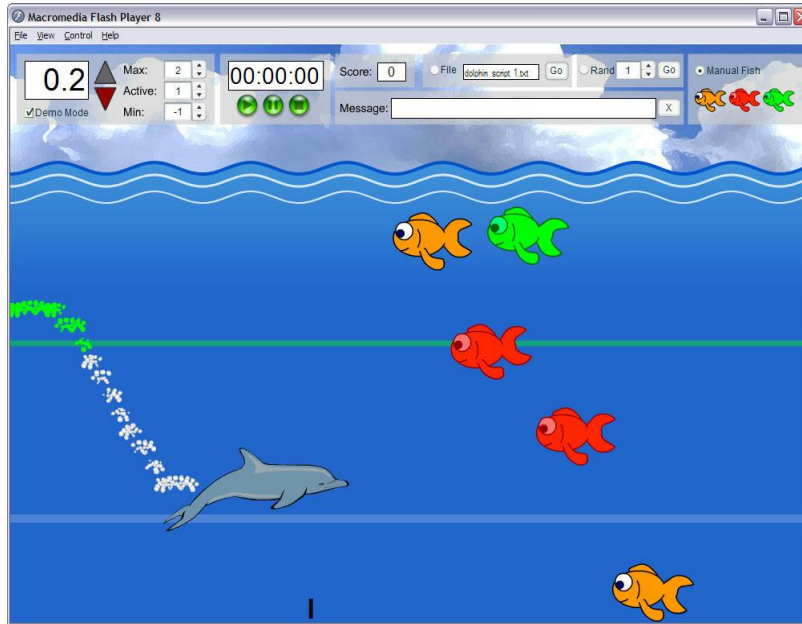 Macromedia Flash Player 8
File View Control Help
0.2
Demo Mode
Max: 2
Active: 1
Min: -1
00:00:00
Score: 0
File dolphin script 1.txt Go
Rand 1 Go
Message: X
Manual Fish